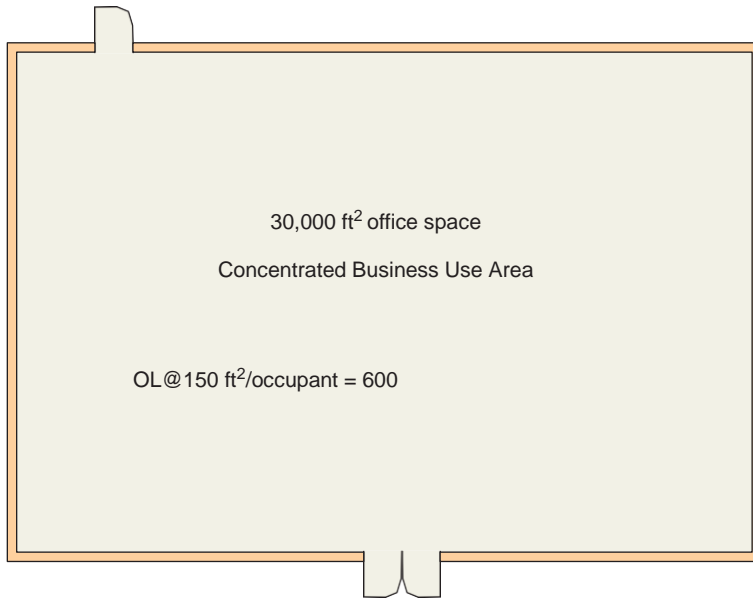 30,000 ft² office space
Concentrated Business Use Area
OL@150 ft²/occupant = 600